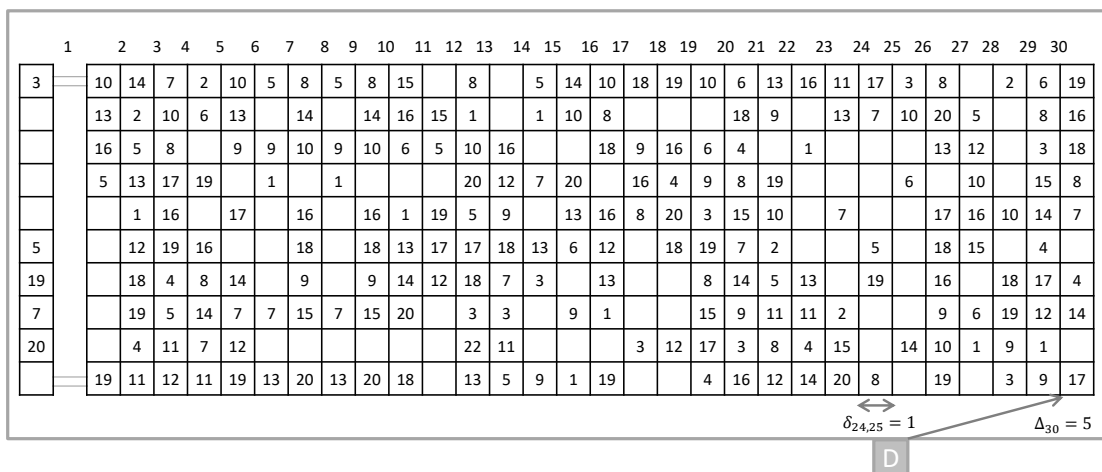 1 2 3 4 5 6 7 8 9 10 11 12 13 14 15 16 17 18 19 20 21 22 23 24 25 26 27 28 29 30
3 10 14 7 2 10 5 8 5 8 15 8 5 14 10 18 19 10 6 13 16 11 17 3 8 2 6 19
13 2 10 6 13 14 14 16 15 1 1 10 8 18 9 13 7 10 20 5 8 16
16 5 8 9 9 10 9 10 6 5 10 16 18 9 16 6 4 1 13 12 3 18
5 13 17 19 1 1 20 12 7 20 16 4 9 8 19 6 10 15 8
1 16 17 16 16 1 19 5 9 13 16 8 20 3 15 10 7 17 16 10 14 7
5 12 19 16 18 18 13 17 17 18 13 6 12 18 19 7 2 5 18 15 4
19 18 4 8 14 9 9 14 12 18 7 3 13 8 14 5 13 19 16 18 17 4
7 19 5 14 7 7 15 7 15 20 3 3 9 1 15 9 11 11 2 9 6 19 12 14
20 4 11 7 12 22 11 3 12 17 3 8 4 15 14 10 1 9 1
19 11 12 11 19 13 20 13 20 18 13 5 9 1 19 4 16 12 14 20 8 19 3 9 17
δ24,25 = 1 Δ30 = 5
D